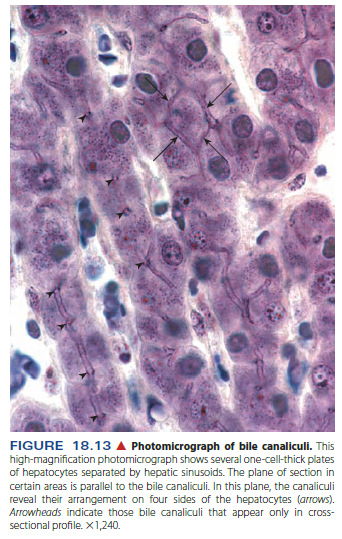 FIGURE 18.13 ▲ Photomicrograph of bile canaliculi. This
high-magnification photomicrograph shows several one-cell-thick plates
of hepatocytes separated by hepatic sinusoids. The plane of section in
certain areas is parallel to the bile canaliculi. In this plane, the canaliculi
reveal their arrangement on four sides of the hepatocytes (arrows).
Arrowheads indicate those bile canaliculi that appear only in cross-
sectional profile. ×1,240.